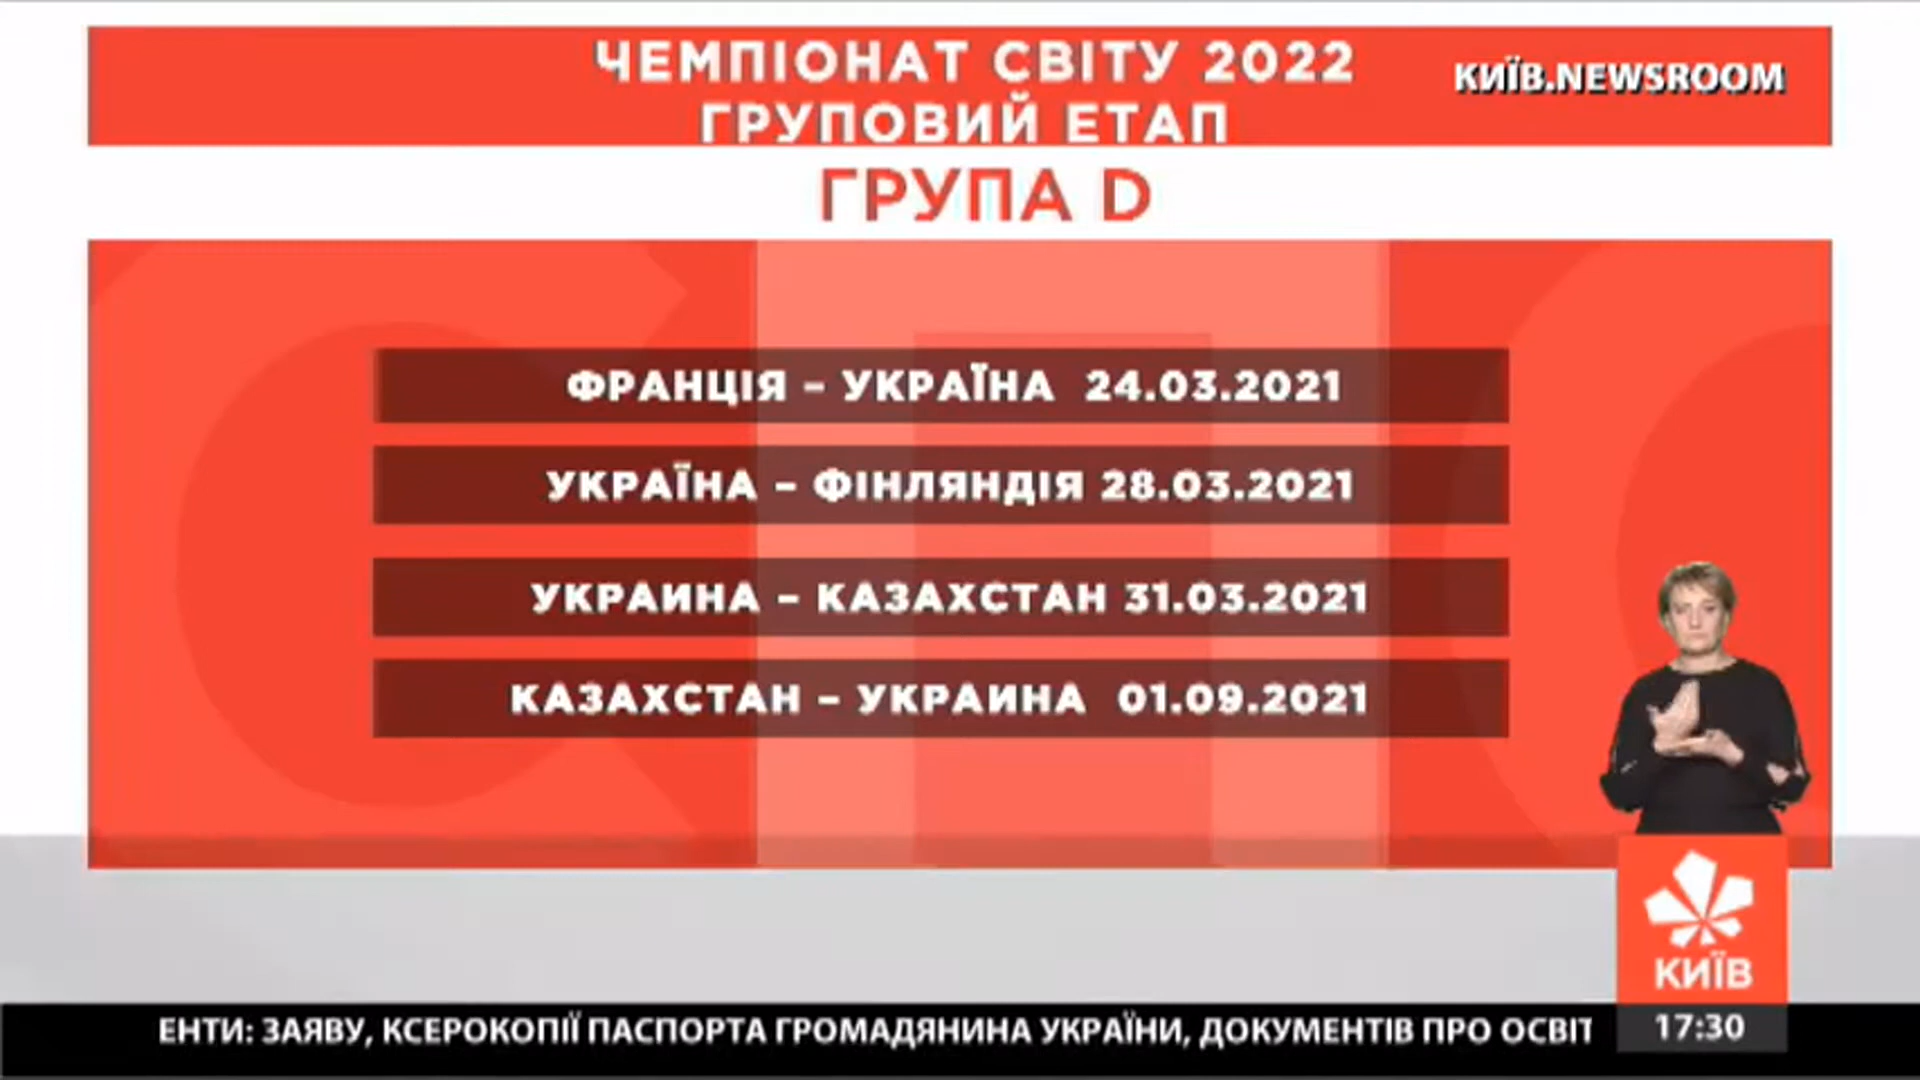 ЧЕМПІОНАТ СВІТУ 2022
КИЇВ.NEWSROOM
ГРУПОВИЙ ЕТАП
ГРУПА D
ФРАНЦІЯ – УКРАЇНА 24.03.2021
УКРАЇНА – ФІНЛЯНДІЯ 28.03.2021
УКРАИНА – КАЗАХСТАН 31.03.2021
КАЗАХСТАН – УКРАИНА 01.09.2021
КИЇВ
ЕНТИ: ЗАЯВУ, КСЕРОКОПІЇ ПАСПОРТА ГРОМАДЯНИНА УКРАЇНИ, ДОКУМЕНТІВ ПРО ОСВІТ
17:30